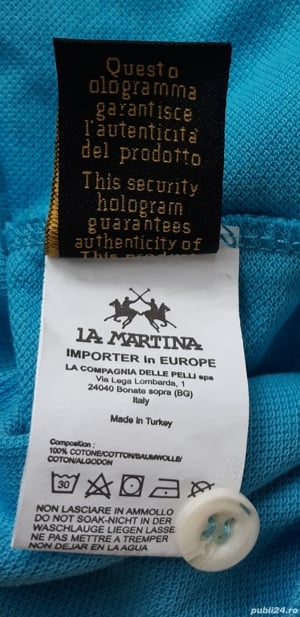 Questo
ologramma
garantisce
l'autenticità
del prodotto
This security
hologram
guarantees
authenticity of
This product
LA MARTINA
IMPORTER in EUROPE
LA COMPAGNIA DELLE PELLI spa
Via Lega Lombarda, 1
24040 Bonate sopra (BG)
Italy
Made in Turkey
Composition :
100% COTONE/COTTON/BAUMWOLLE/
COTON/ALGODON
30
NON LASCIARE IN AMMOLLO
DO NOT SOAK-NICHT IN DER
WASCHLAUGE LIEGEN LASSE
NE PAS METTRE A TREMPER
NON DEJAR EN LA AGUA
publi24.ro